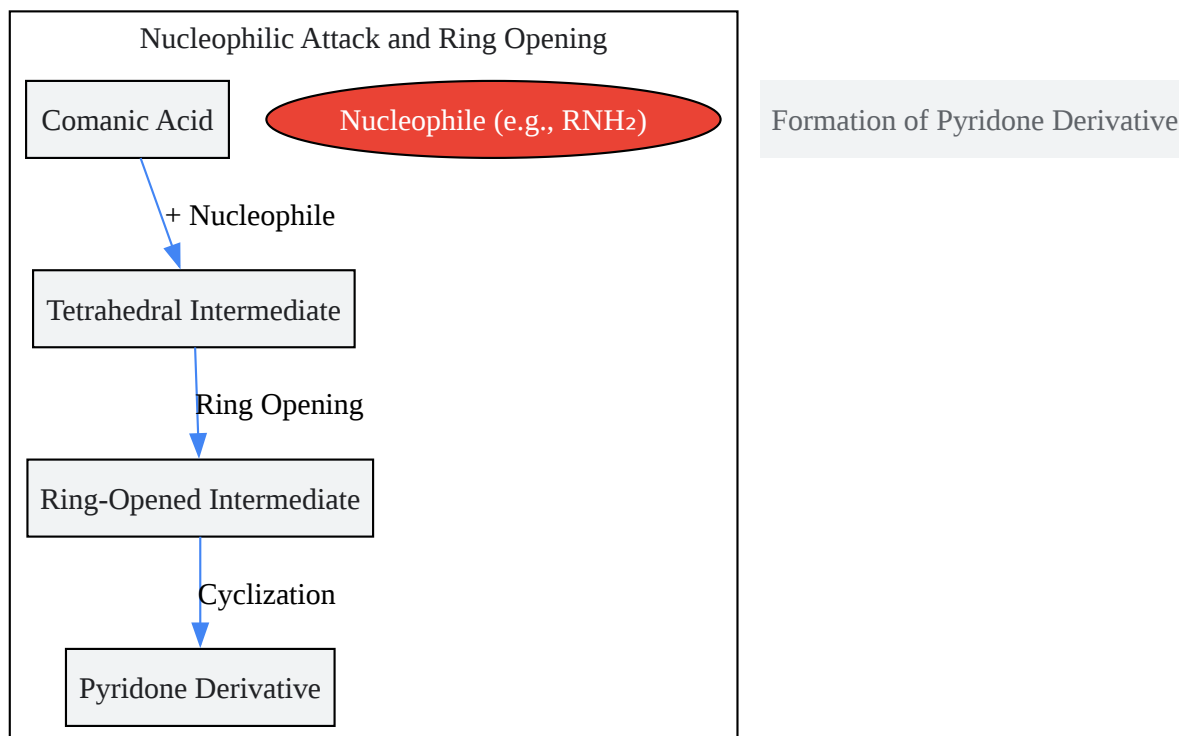 Nucleophilic Attack and Ring Opening
Comanic Acid
Nucleophile (e.g., RNH₂)
Formation of Pyridone Derivative
+ Nucleophile
Tetrahedral Intermediate
Ring Opening
Ring-Opened Intermediate
Cyclization
Pyridone Derivative